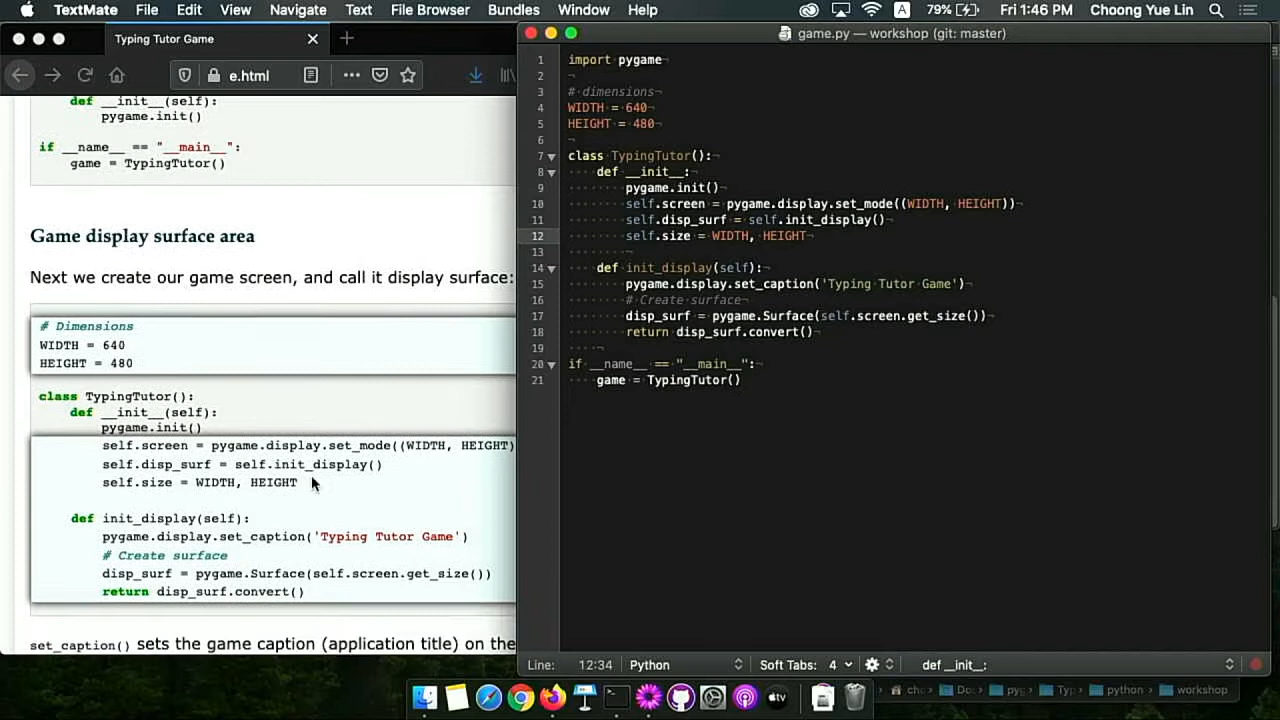 TextMate File Edit View Navigate Text File Browser Bundles Window Help A 79% Fri 1:46 PM Choong Yue Lin
Typing Tutor Game
e.html
def __init__(self):
pygame.init()
if __name__ == "__main__":
game = TypingTutor()
Game display surface area
Next we create our game screen, and call it display surface:
# Dimensions
WIDTH = 640
HEIGHT = 480
class TypingTutor():
def __init__(self):
pygame.init()
self.screen = pygame.display.set_mode((WIDTH, HEIGHT)
self.disp_surf = self.init_display()
self.size = WIDTH, HEIGHT
def init_display(self):
pygame.display.set_caption('Typing Tutor Game')
# Create surface
disp_surf = pygame.Surface(self.screen.get_size())
return disp_surf.convert()
set_caption() sets the game caption (application title) on the
game.py — workshop (git: master)
1 import pygame
2
3 # dimensions
4 WIDTH = 640
5 HEIGHT = 480
6
7 class TypingTutor():
8 def __init__:
9 pygame.init()
10 self.screen = pygame.display.set_mode((WIDTH, HEIGHT))
11 self.disp_surf = self.init_display()
12 self.size = WIDTH, HEIGHT
13
14 def init_display(self):
15 pygame.display.set_caption('Typing Tutor Game')
16 # Create surface
17 disp_surf = pygame.Surface(self.screen.get_size())
18 return disp_surf.convert()
19
20 if __name__ == "__main__":
21 game = TypingTutor()
Line: 12:34 Python Soft Tabs: 4 def __init__:
tv
cho Do pyg Typ python workshop